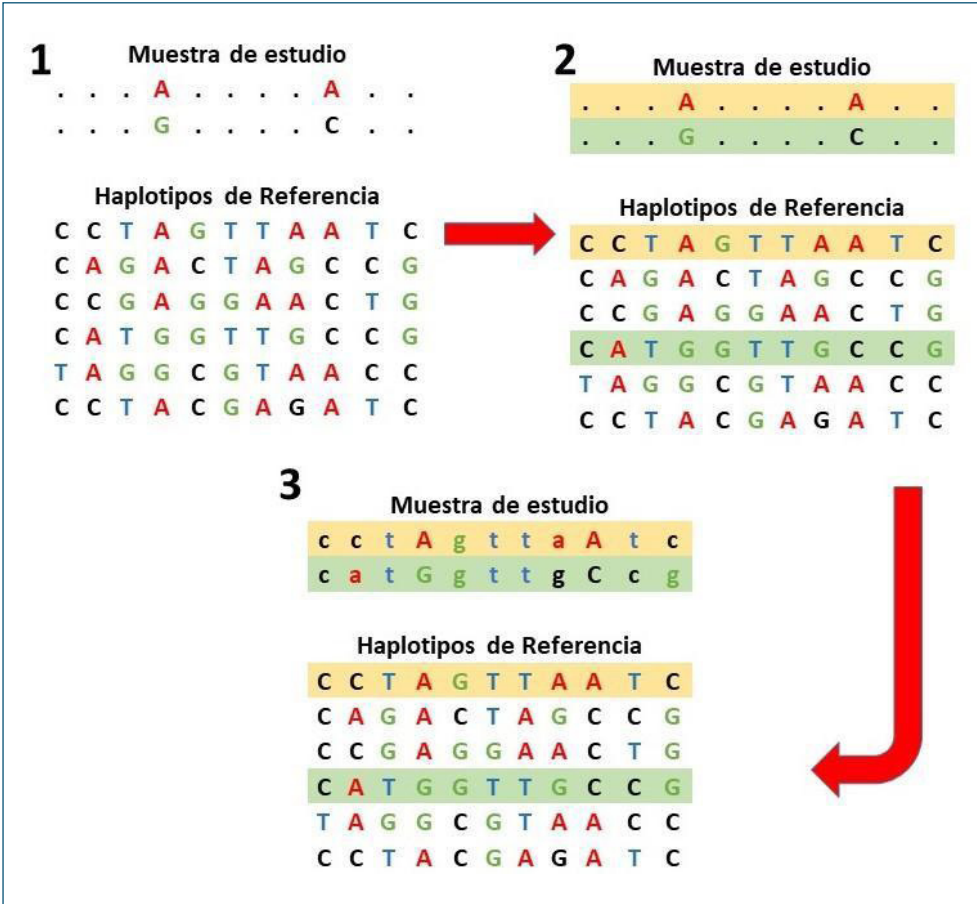 1
Muestra de estudio
. . . A . . . . A . .
. . . G . . . . C . .
Haplotipos de Referencia
C C T A G T T A A T C
C A G A C T A G C C G
C C G A G G A A C T G
C A T G G T T G C C G
T A G G C G T A A C C
C C T A C G A G A T C
2
Muestra de estudio
. . . A . . . . A . .
. . . G . . . . C . .
Haplotipos de Referencia
C C T A G T T A A T C
C A G A C T A G C C G
C C G A G G A A C T G
C A T G G T T G C C G
T A G G C G T A A C C
C C T A C G A G A T C
3
Muestra de estudio
c c t A g t t a A t c
c a t G g t t g C c g
Haplotipos de Referencia
C C T A G T T A A T C
C A G A C T A G C C G
C C G A G G A A C T G
C A T G G T T G C C G
T A G G C G T A A C C
C C T A C G A G A T C